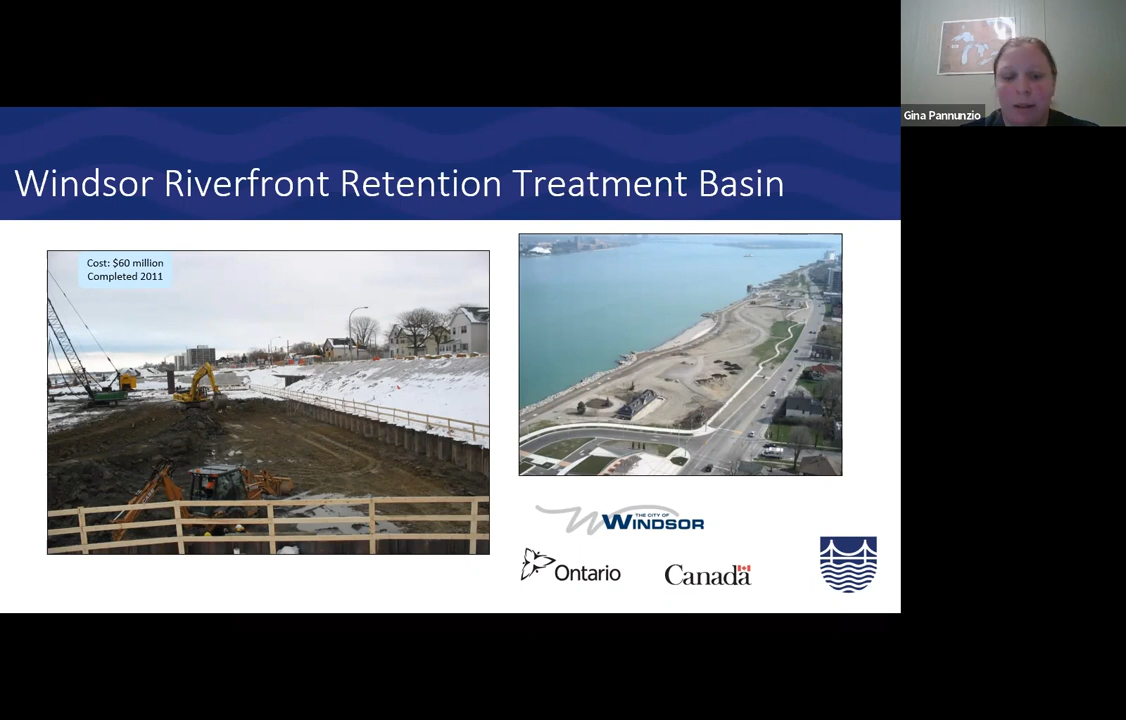 Gina Pannunzio
Windsor Riverfront Retention Treatment Basin
Cost: $60 million
Completed 2011
THE CITY OF
WINDSOR
Ontario
Canada